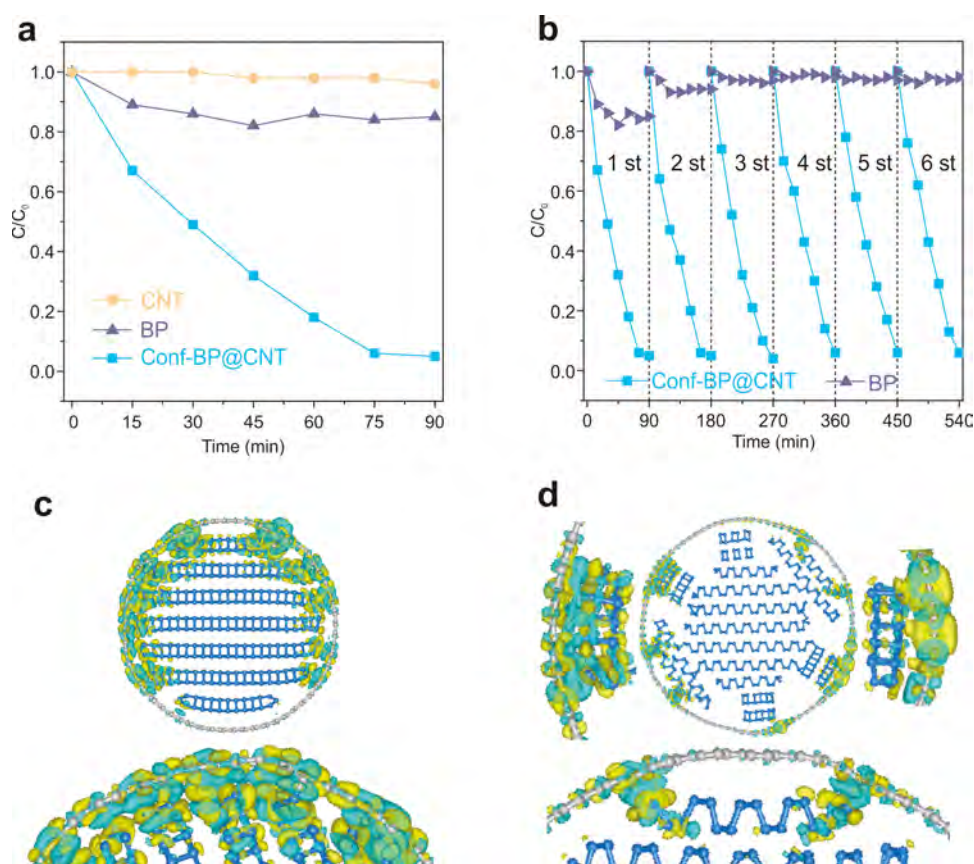 a
1.0
0.8
0.6
0.4
0.2
0.0
C/C₀
CNT
BP
Conf-BP@CNT
0 15 30 45 60 75 90
Time (min)
b
1.0
0.8
0.6
0.4
0.2
0.0
C/C₀
1 st 2 st 3 st 4 st 5 st 6 st
Conf-BP@CNT BP
0 90 180 270 360 450 540
Time (min)
c
d